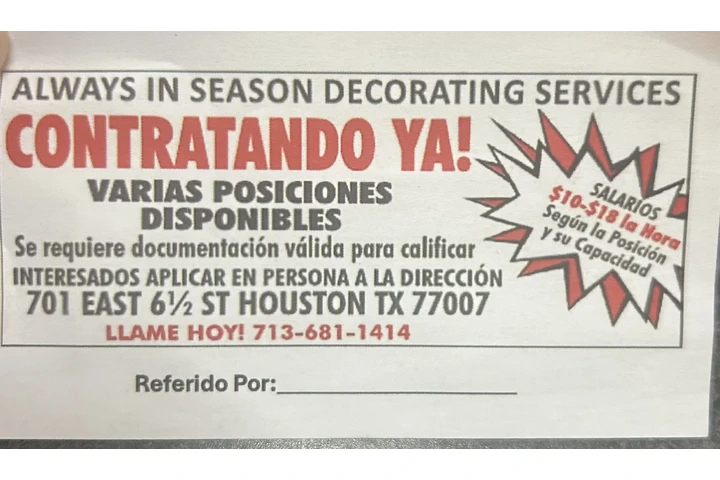 ALWAYS IN SEASON DECORATING SERVICES
CONTRATANDO YA!
VARIAS POSICIONES
DISPONIBLES
Se requiere documentación válida para calificar
INTERESADOS APLICAR EN PERSONA A LA DIRECCIÓN
701 EAST 6½ ST HOUSTON TX 77007
LLAME HOY! 713-681-1414
SALARIOS
$10-$18 la Hora
Según la Posición
y su Capacidad
Referido Por: